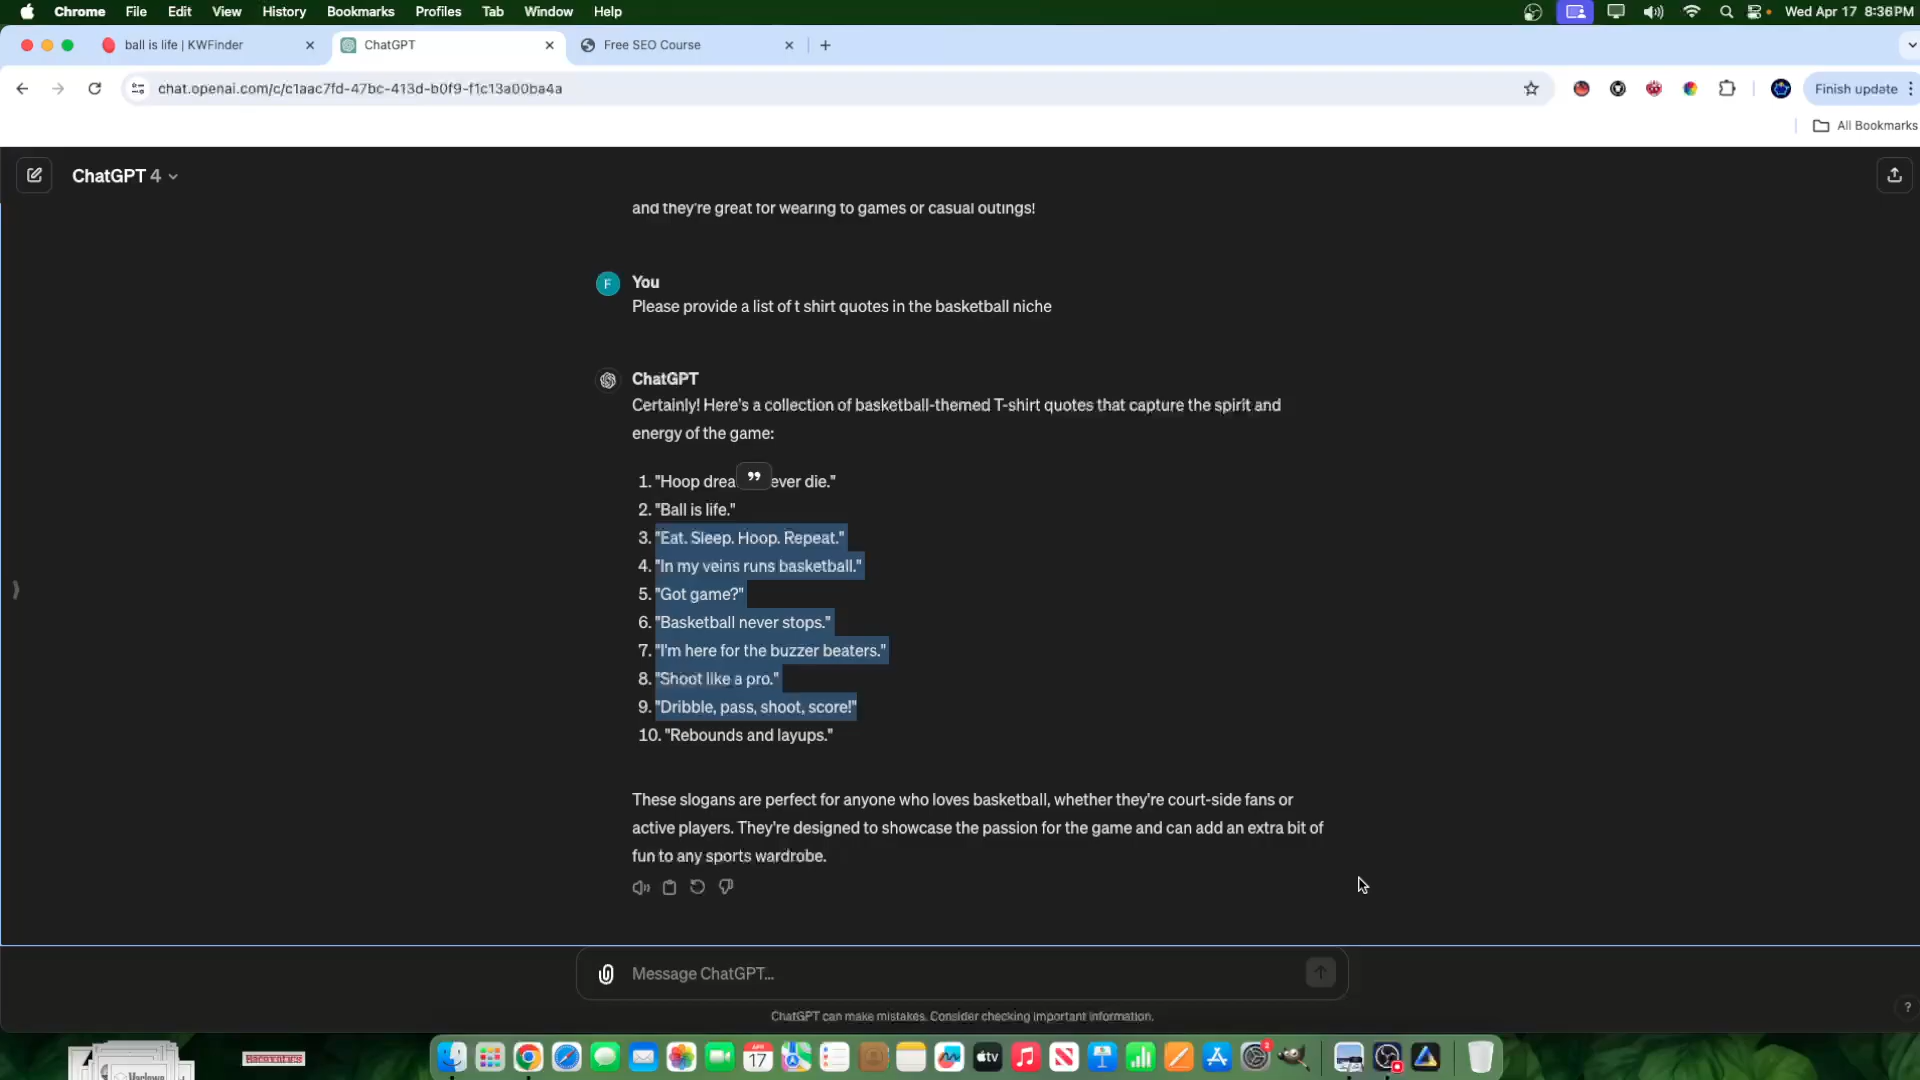 Chrome File Edit View History Bookmarks Profiles Tab Window Help Wed Apr 17 8:36 PM
ball is life | KWFinder
ChatGPT
Free SEO Course
chat.openai.com/c/c1aac7fd-47bc-413d-b0f9-f1c13a00ba4a
Finish update
All Bookmarks
ChatGPT 4
and they're great for wearing to games or casual outings!
F
You
Please provide a list of t shirt quotes in the basketball niche
ChatGPT
Certainly! Here's a collection of basketball-themed T-shirt quotes that capture the spirit and
energy of the game:
1. "Hoop ever die."
2. "Ball is life."
3. "Eat. Sleep. Hoop. Repeat."
4. "In my veins runs basketball."
5. "Got game?"
6. "Basketball never stops."
7. "I'm here for the buzzer beaters."
8. "Shoot like a pro."
9. "Dribble, pass, shoot, score!"
10. "Rebounds and layups."
These slogans are perfect for anyone who loves basketball, whether they're court-side fans or
active players. They're designed to showcase the passion for the game and can add an extra bit of
fun to any sports wardrobe.
Message ChatGPT...
ChatGPT can make mistakes. Consider checking important information.
?
APR
17
tv